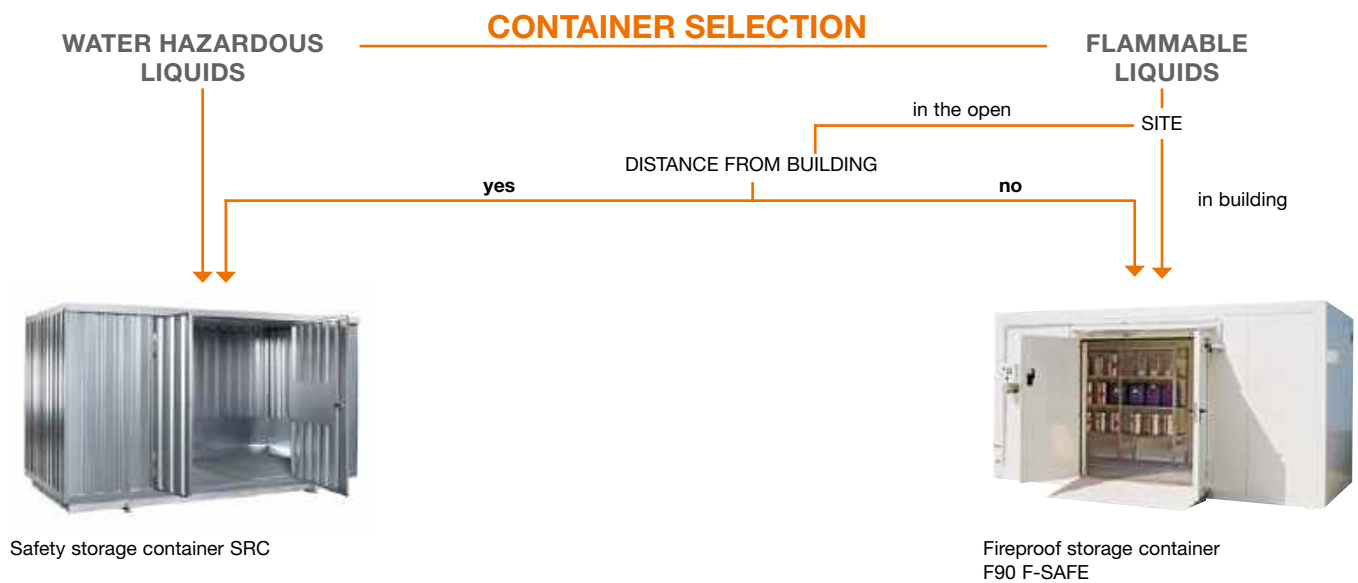 CONTAINER SELECTION
WATER HAZARDOUS
LIQUIDS
FLAMMABLE
LIQUIDS
in the open
SITE
DISTANCE FROM BUILDING
yes
no
in building
Safety storage container SRC
Fireproof storage container
F90 F-SAFE